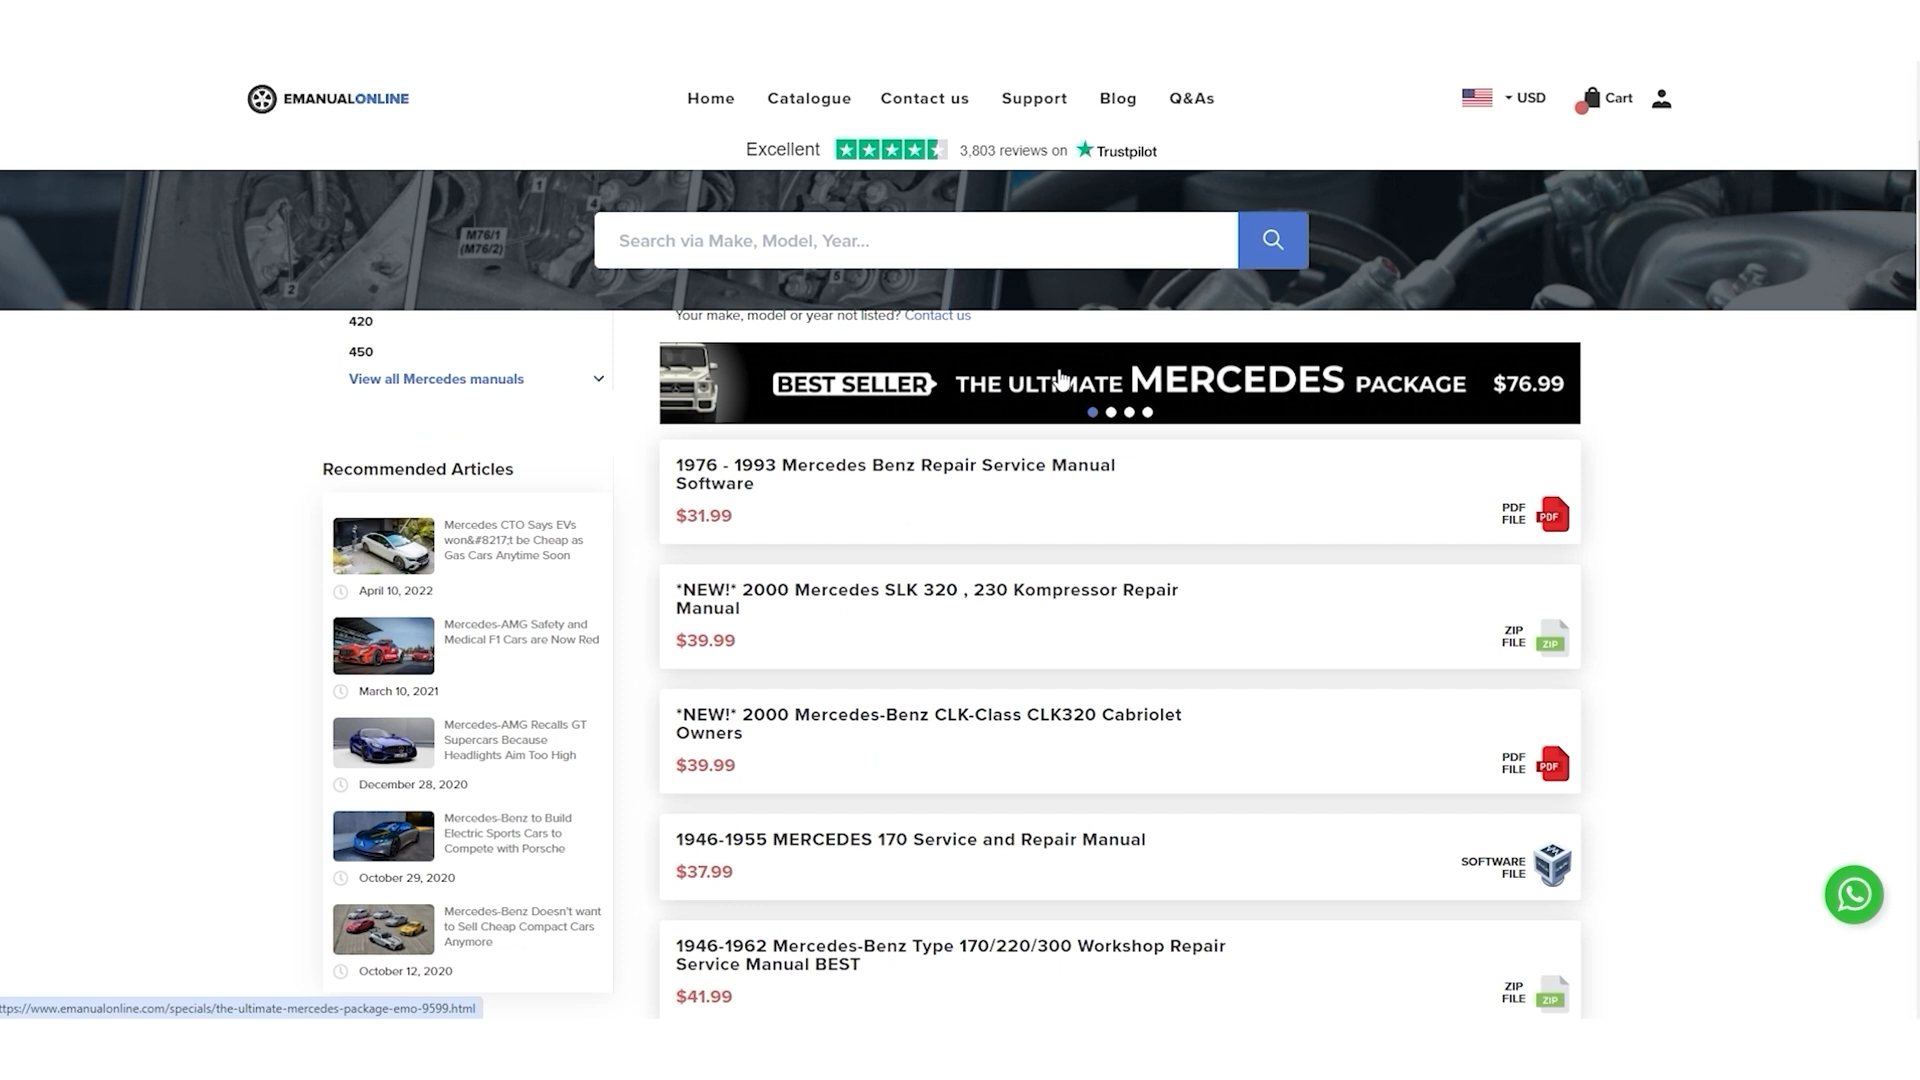 EMANUALONLINE
Home Catalogue Contact us Support Blog Q&As
USD
Cart
Excellent 3,803 reviews on Trustpilot
M76/1
(M76/2)
1
4
2
5
Search via Make, Model, Year...
420
450
View all Mercedes manuals
Your make, model or year not listed? Contact us
BEST SELLER THE ULTIMATE MERCEDES PACKAGE $76.99
Recommended Articles
Mercedes CTO Says EVs
won&#8217;t be Cheap as
Gas Cars Anytime Soon
April 10, 2022
Mercedes-AMG Safety and
Medical F1 Cars are Now Red
March 10, 2021
Mercedes-AMG Recalls GT
Supercars Because
Headlights Aim Too High
December 28, 2020
Mercedes-Benz to Build
Electric Sports Cars to
Compete with Porsche
October 29, 2020
Mercedes-Benz Doesn't want
to Sell Cheap Compact Cars
Anymore
October 12, 2020
1976 - 1993 Mercedes Benz Repair Service Manual
Software
$31.99
PDF
FILE
PDF
*NEW!* 2000 Mercedes SLK 320 , 230 Kompressor Repair
Manual
$39.99
ZIP
FILE
ZIP
*NEW!* 2000 Mercedes-Benz CLK-Class CLK320 Cabriolet
Owners
$39.99
PDF
FILE
PDF
1946-1955 MERCEDES 170 Service and Repair Manual
$37.99
SOFTWARE
FILE
1946-1962 Mercedes-Benz Type 170/220/300 Workshop Repair
Service Manual BEST
$41.99
ZIP
FILE
ZIP
ttps://www.emanualonline.com/specials/the-ultimate-mercedes-package-emo-9599.html